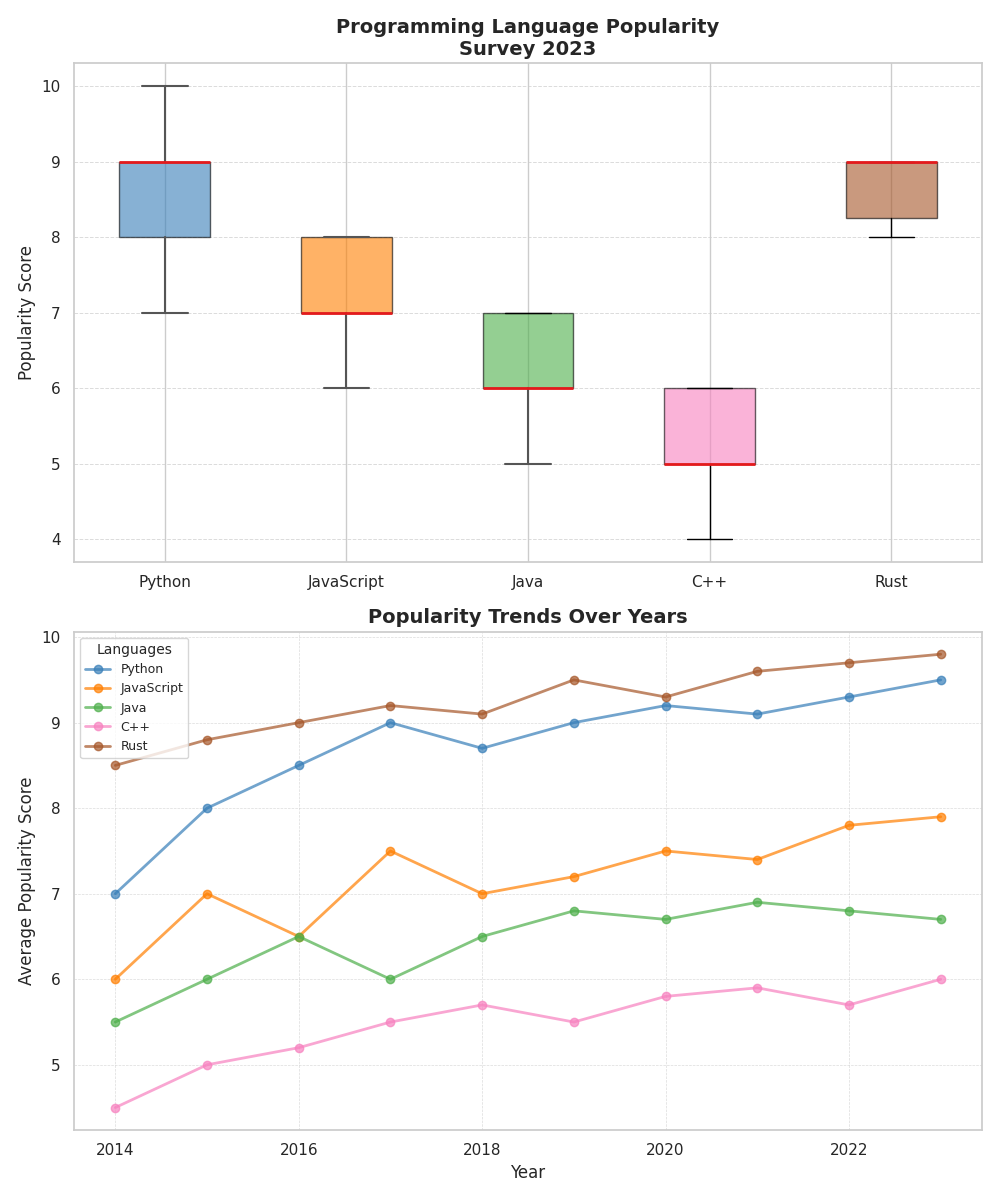 Programming Language Popularity
Survey 2023
Popularity Score
10
9
8
7
6
5
4
Python
JavaScript
Java
C++
Rust
Popularity Trends Over Years
Average Popularity Score
10
9
8
7
6
5
Languages
Python
JavaScript
Java
C++
Rust
2014
2016
2018
2020
2022
Year